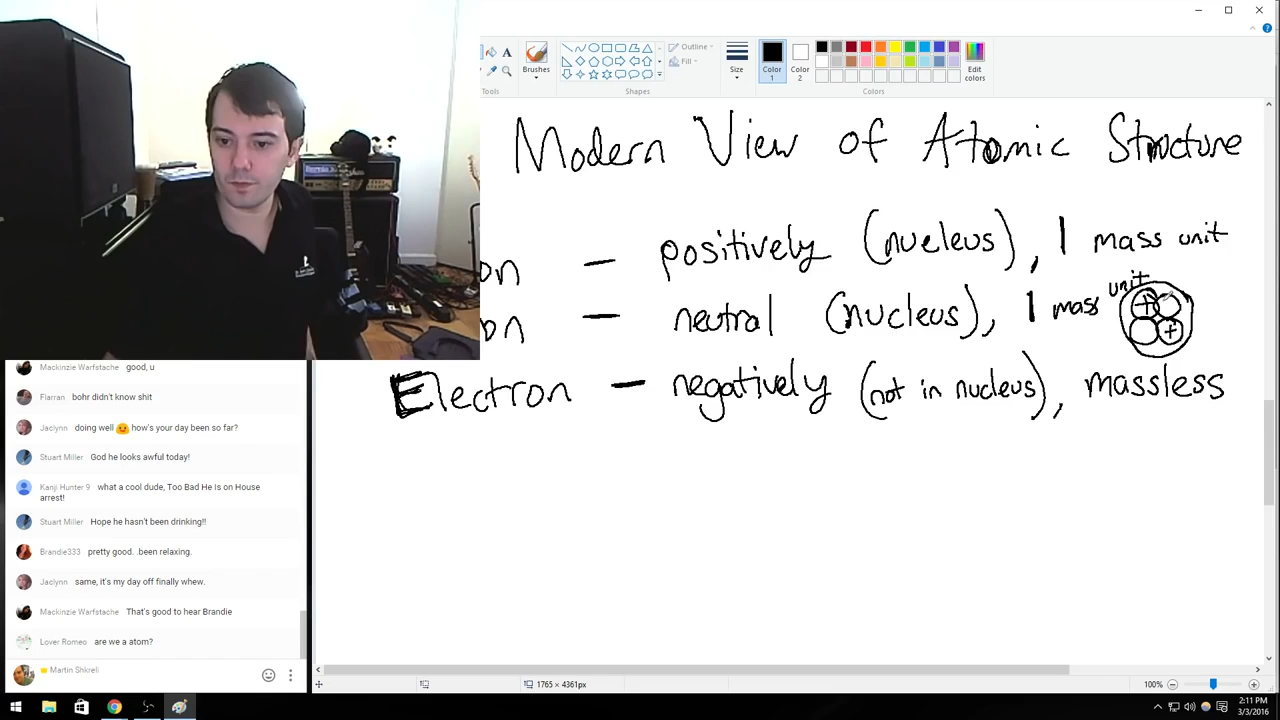 Tools
A
Brushes
Outline
Fill
Shapes
Size
Color
1
Color
2
Edit
colors
Colors
Modern View of Atomic Structure
on — positively (nucleus), 1 mass unit
on — neutral (nucleus), 1 mass unit
+
+
Electron — negatively (not in nucleus), massless
Mackinzie Warfstache good, u
Flarran bohr didn't know shit
Jaclynn doing well how's your day been so far?
Stuart Miller God he looks awful today!
Kanji Hunter 9 what a cool dude, Too Bad He is on House
arrest!
Stuart Miller Hope he hasn't been drinking!!
Brandie333 pretty good. .been relaxing.
Jaclynn same, it's my day off finally whew.
Mackinzie Warfstache That's good to hear Brandie
Lover Romeo are we a atom?
Martin Shkreli
1765 × 4361px
100%
2:11 PM
3/3/2016